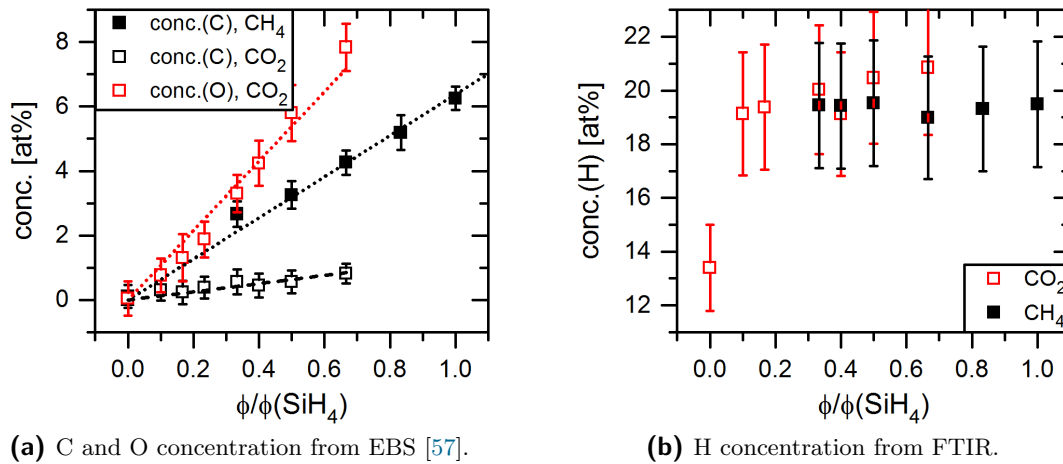 conc.(C), CH4
conc.(C), CO2
conc.(O), CO2
conc. [at%]
8
6
4
2
0
0.0 0.2 0.4 0.6 0.8 1.0
ϕ/ϕ(SiH4)
(a) C and O concentration from EBS [57].
conc.(H) [at%]
22
20
18
16
14
12
CO2
CH4
0.0 0.2 0.4 0.6 0.8 1.0
ϕ/ϕ(SiH4)
(b) H concentration from FTIR.